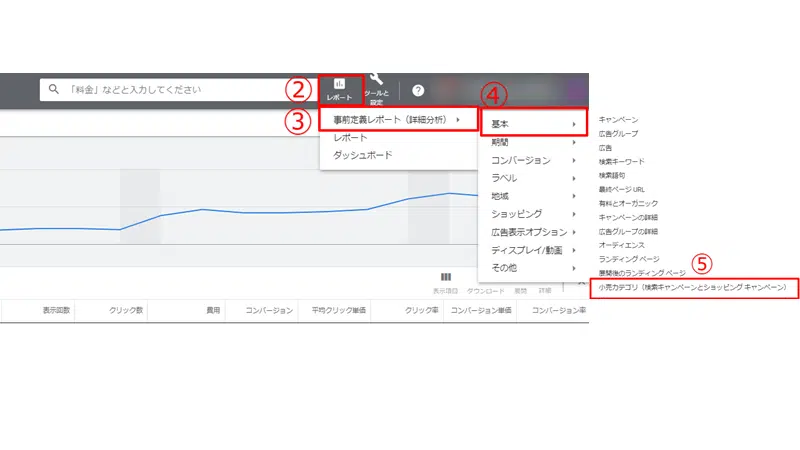 「料金」などと入力してください
②
レポート
ツールと
設定
?
③
事前定義レポート（詳細分析）
レポート
ダッシュボード
④
基本
期間
コンバージョン
ラベル
地域
ショッピング
広告表示オプション
ディスプレイ/動画
その他
キャンペーン
広告グループ
広告
検索キーワード
検索語句
最終ページ URL
有料とオーガニック
キャンペーンの詳細
広告グループの詳細
オーディエンス
ランディング ページ
展開後のランディング ページ
⑤
小売カテゴリ（検索キャンペーンとショッピング キャンペーン）
表示項目
ダウンロード
展開
詳細
表示回数
クリック数
費用
コンバージョン
平均クリック単価
クリック率
コンバージョン単価
コンバージョン率